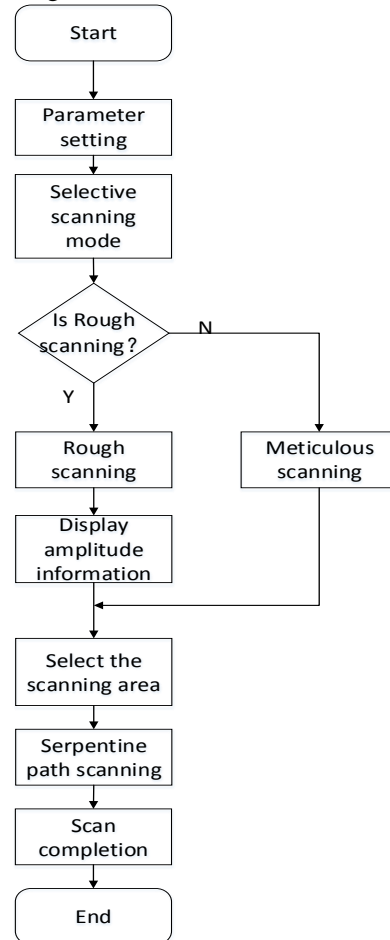 Start
Parameter
setting
Selective
scanning
mode
Is Rough
scanning?
N
Y
Rough
scanning
Meticulous
scanning
Display
amplitude
information
Select the
scanning area
Serpentine
path scanning
Scan
completion
End